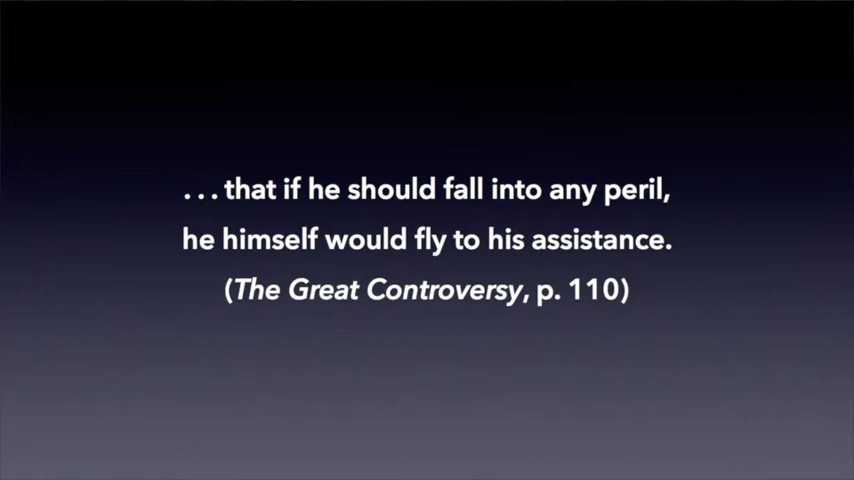 . . . that if he should fall into any peril,
he himself would fly to his assistance.
(The Great Controversy, p. 110)